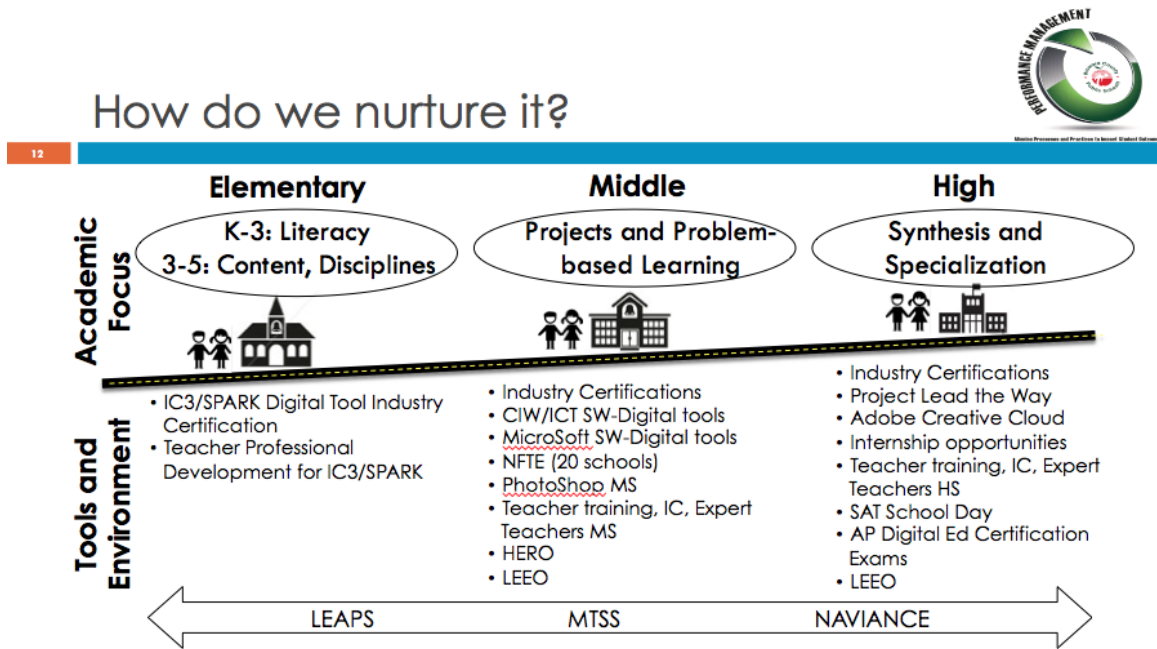 PERFORMANCE MANAGEMENT
How do we nurture it?
12
Elementary
Middle
High
Academic
Focus
K-3: Literacy
3-5: Content, Disciplines
Projects and Problem-
based Learning
Synthesis and
Specialization
Tools and
Environment
• IC3/SPARK Digital Tool Industry
Certification
• Teacher Professional
Development for IC3/SPARK
• Industry Certifications
• CIW/ICT SW-Digital tools
• MicroSoft SW-Digital tools
• NFTE (20 schools)
• PhotoShop MS
• Teacher training, IC, Expert
Teachers MS
• HERO
• LEEO
• Industry Certifications
• Project Lead the Way
• Adobe Creative Cloud
• Internship opportunities
• Teacher training, IC, Expert
Teachers HS
• SAT School Day
• AP Digital Ed Certification
Exams
• LEEO
LEAPS
MTSS
NAVIANCE